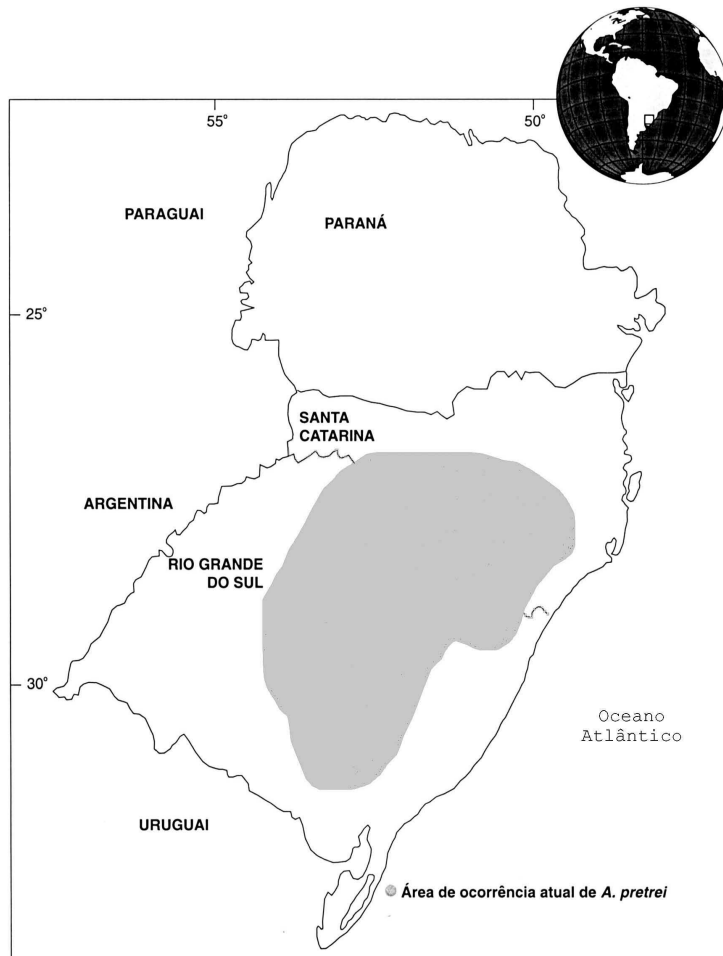 55°
50°
PARAGUAI
PARANÁ
25°
SANTA
CATARINA
ARGENTINA
RIO GRANDE
DO SUL
30°
Oceano
Atlântico
URUGUAI
Área de ocorrência atual de A. pretrei